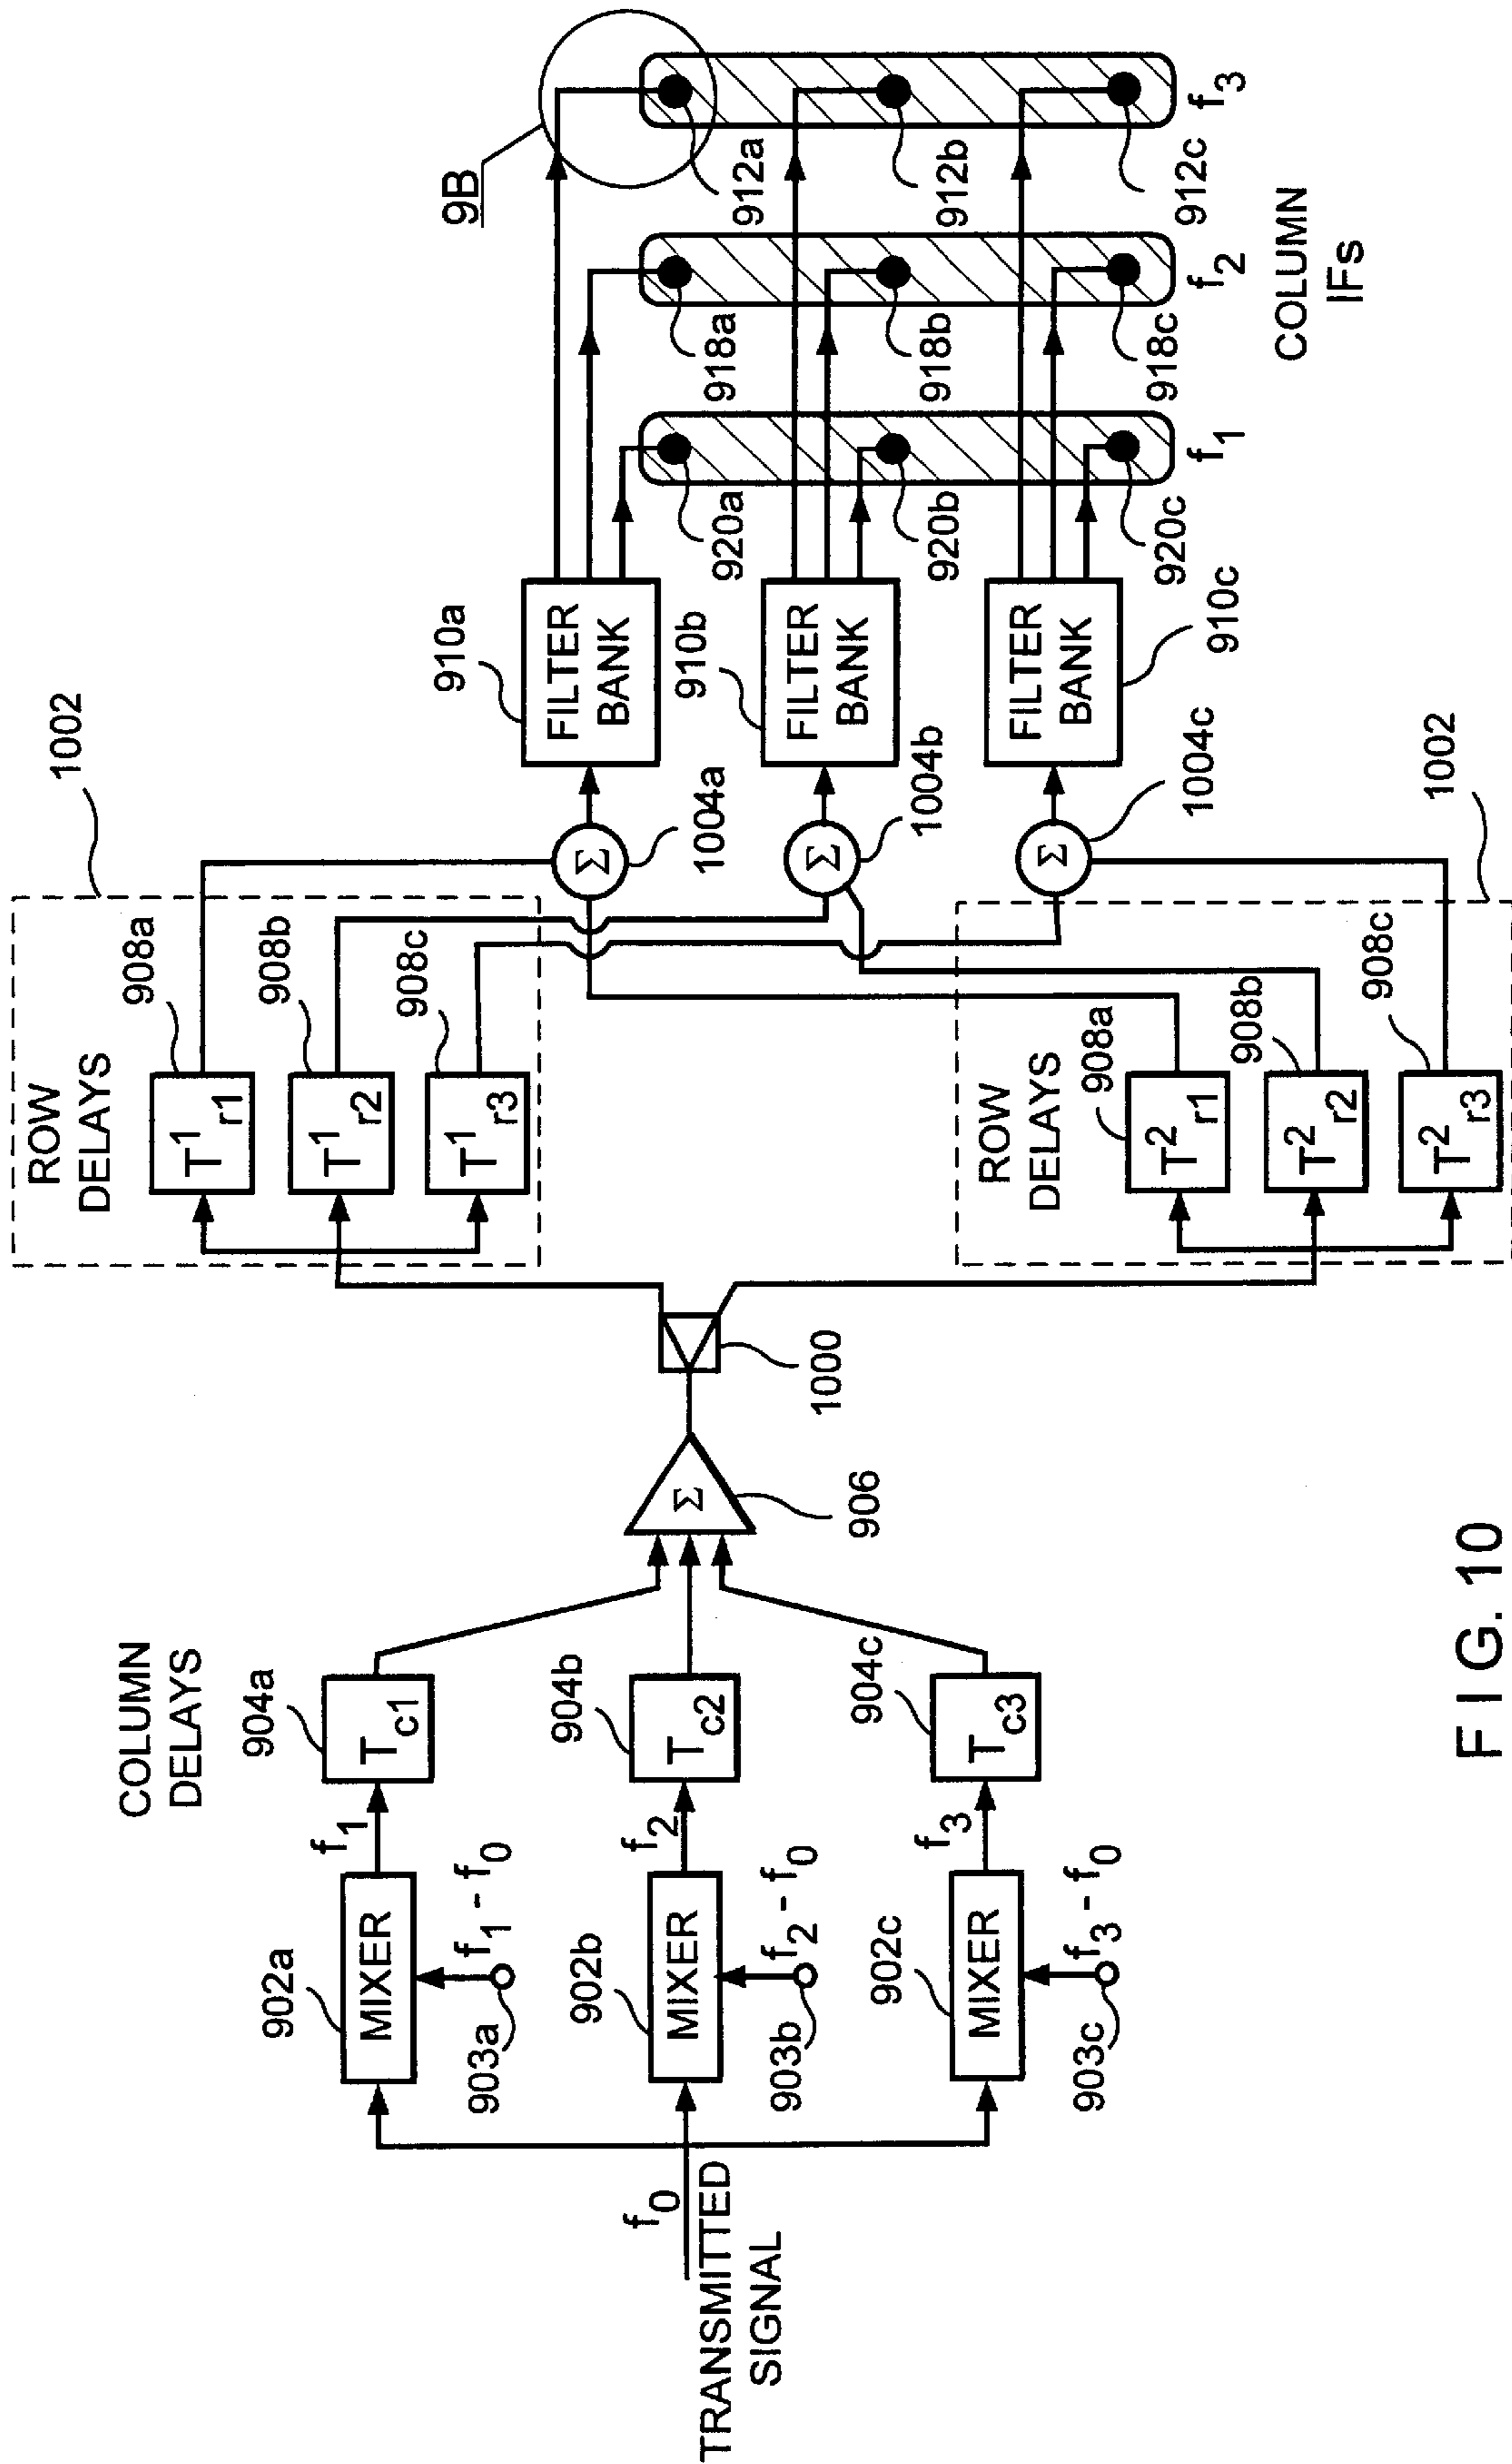 TRANSMITTED
SIGNAL
f0
COLUMN
DELAYS
902a
MIXER
903a
f1 - f0
f1
904a
Tc1
902b
MIXER
903b
f2 - f0
f2
904b
Tc2
902c
MIXER
903c
f3 - f0
f3
904c
Tc3
Σ
906
1000
1002
ROW
DELAYS
908a
T1r1
908b
T1r2
908c
T1r3
ROW
DELAYS
908a
T2r1
908b
T2r2
908c
T2r3
1002
Σ
1004a
Σ
1004b
Σ
1004c
910a
FILTER
BANK
910b
FILTER
BANK
910c
FILTER
BANK
9B
920a
918a
912a
920b
918b
912b
920c
918c
912c
f1
f2
f3
COLUMN
IFs
FIG. 10